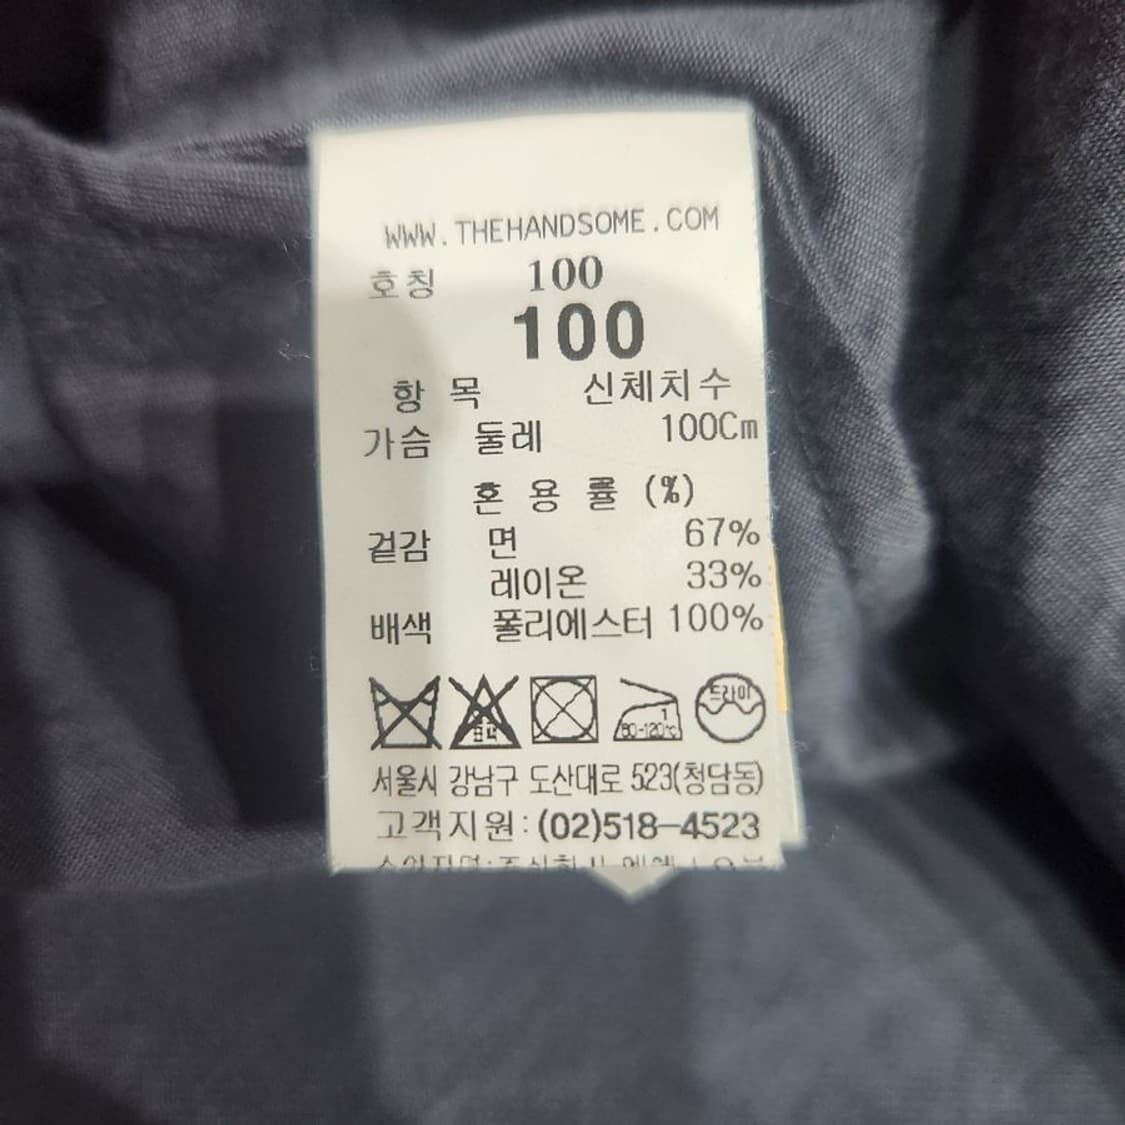 WWW.THEHANDSOME.COM
호칭 100
100
항 목 신체치수
가슴 둘레 100Cm
혼 용 률 (%)
겉감 면 67%
레이온 33%
배색 폴리에스터 100%
표백
1
80-120℃
드라이
서울시 강남구 도산대로 523(청담동)
고객지원:(02)518-4523